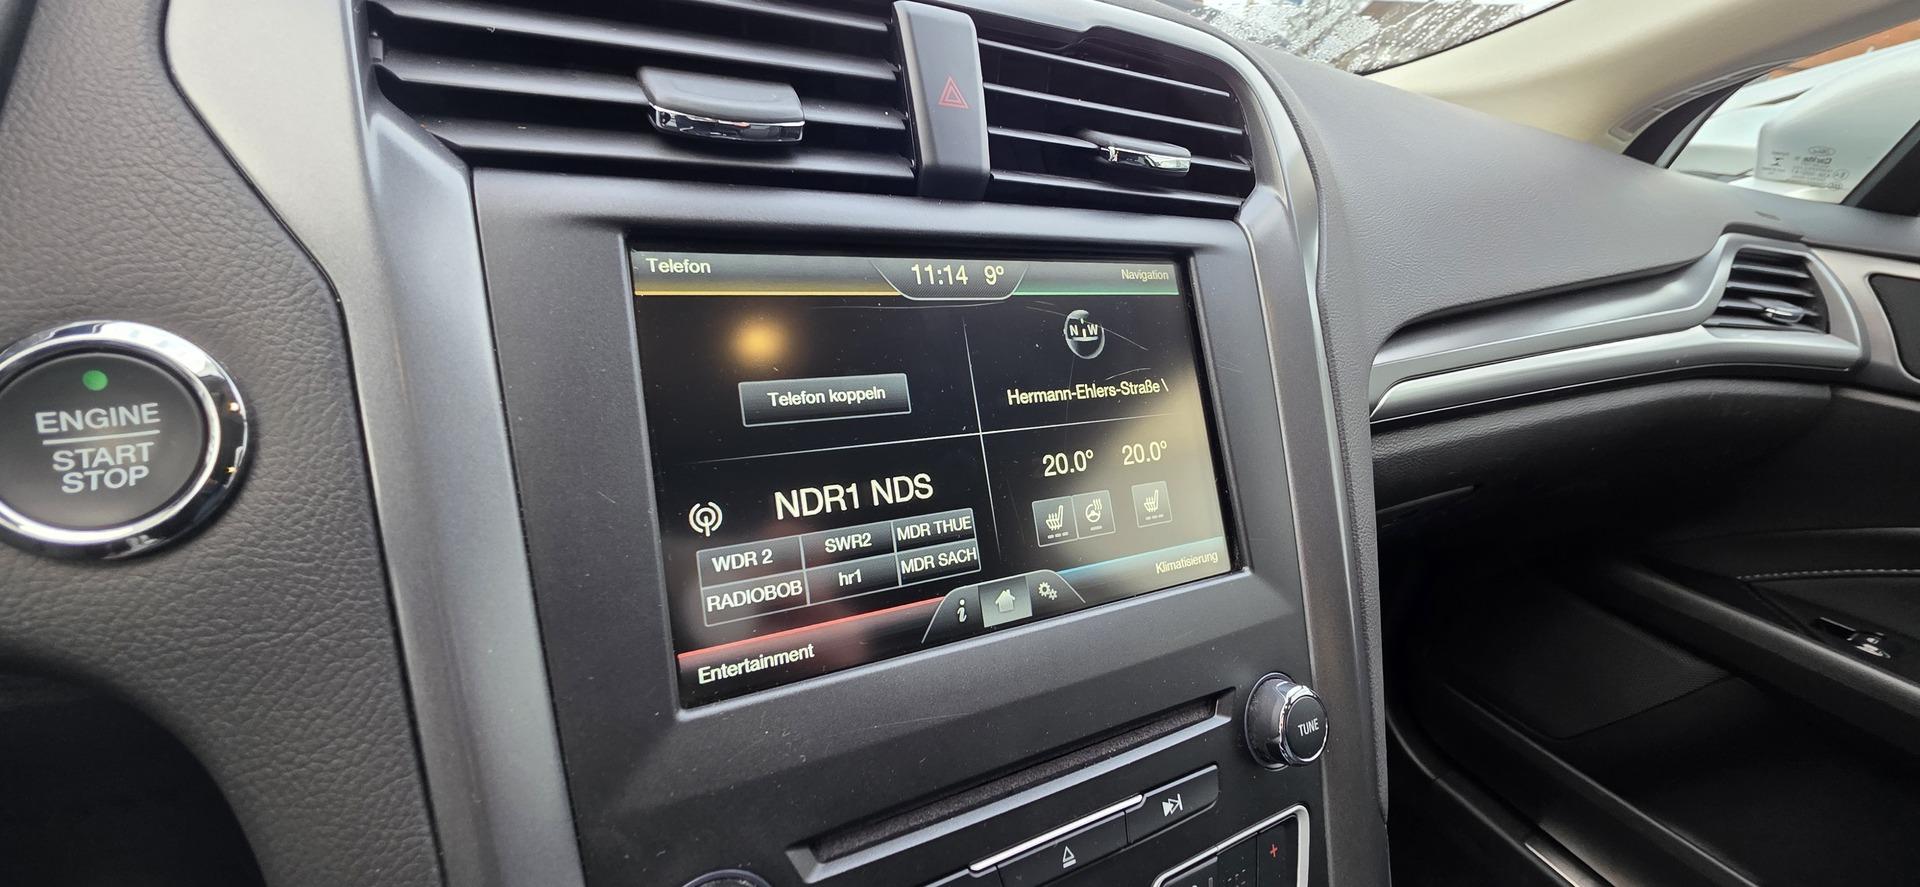 Telefon
11:14 9°
Navigation
N W
Telefon koppeln
Hermann-Ehlers-Straße \
20.0° 20.0°
NDR1 NDS
WDR 2 SWR2 MDR THUE
RADIOBOB hr1 MDR SACH
i
Klimatisierung
Entertainment
ENGINE
START
STOP
TUNE
+